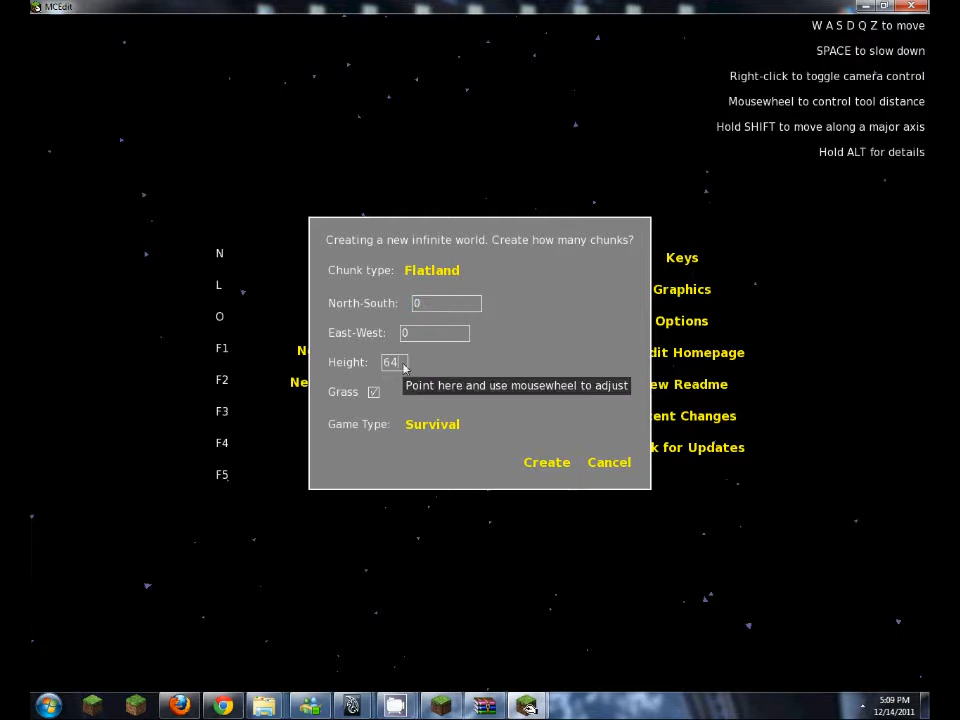 MCEdit
W A S D Q Z to move
SPACE to slow down
Right-click to toggle camera control
Mousewheel to control tool distance
Hold SHIFT to move along a major axis
Hold ALT for details
Creating a new infinite world. Create how many chunks?
Chunk type: Flatland
North-South: 0
East-West: 0
Height: 64
Point here and use mousewheel to adjust
Grass
Game Type: Survival
Create Cancel
N
L
O
F1
F2
F3
F4
F5
Ne
Keys
Graphics
Options
dit Homepage
ew Readme
ent Changes
k for Updates
5:09 PM
12/14/2011